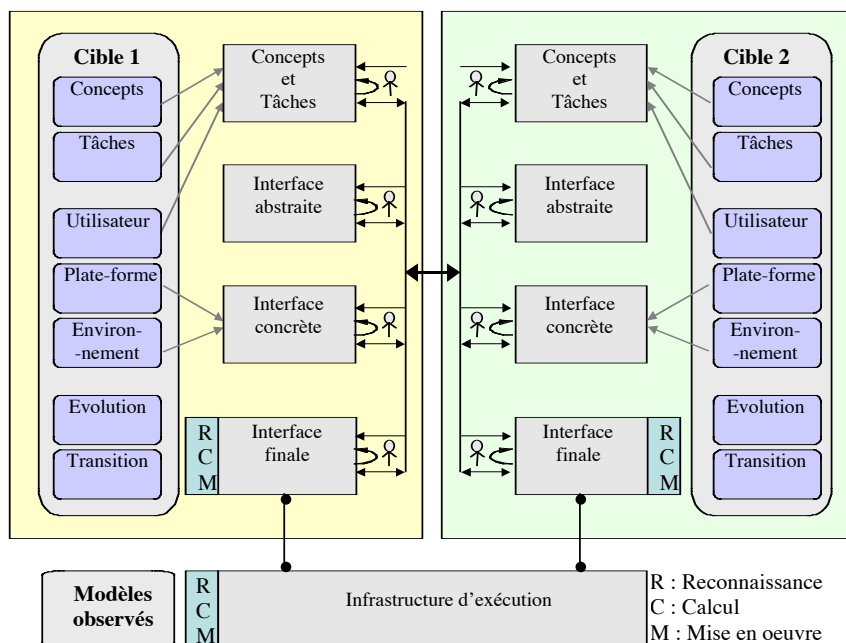 Cible 1
Concepts
Tâches
Utilisateur
Plate-forme
Environ-
-nement
Evolution
Transition
Concepts
et
Tâches
Interface
abstraite
Interface
concrète
R
C
M
Interface
finale
Concepts
et
Tâches
Interface
abstraite
Interface
concrète
Interface
finale
R
C
M
Cible 2
Concepts
Tâches
Utilisateur
Plate-forme
Environ-
-nement
Evolution
Transition
Modèles
observés
R
C
M
Infrastructure d'exécution
R : Reconnaissance
C : Calcul
M : Mise en oeuvre